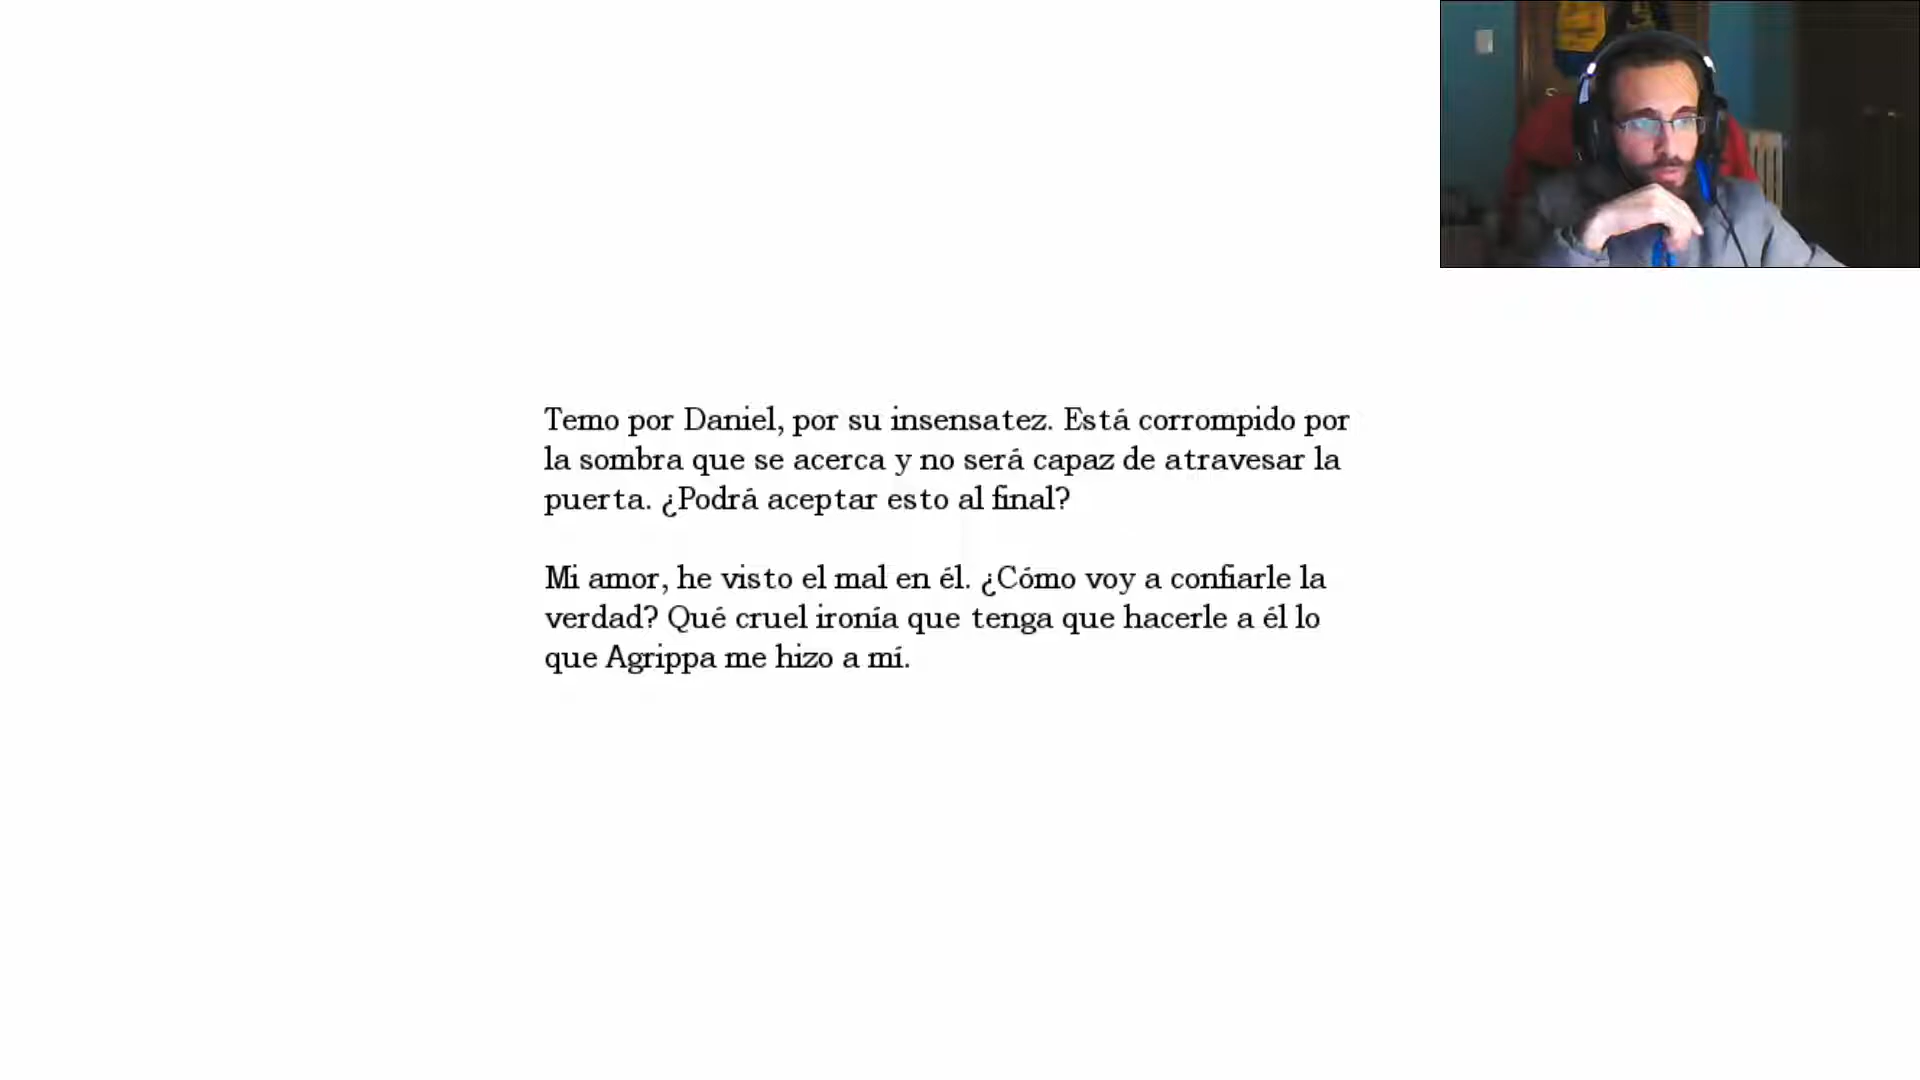 Temo por Daniel, por su insensatez. Está corrompido por
la sombra que se acerca y no será capaz de atravesar la
puerta. ¿Podrá aceptar esto al final?
Mi amor, he visto el mal en él. ¿Cómo voy a confiarle la
verdad? Qué cruel ironía que tenga que hacerle a él lo
que Agrippa me hizo a mí.